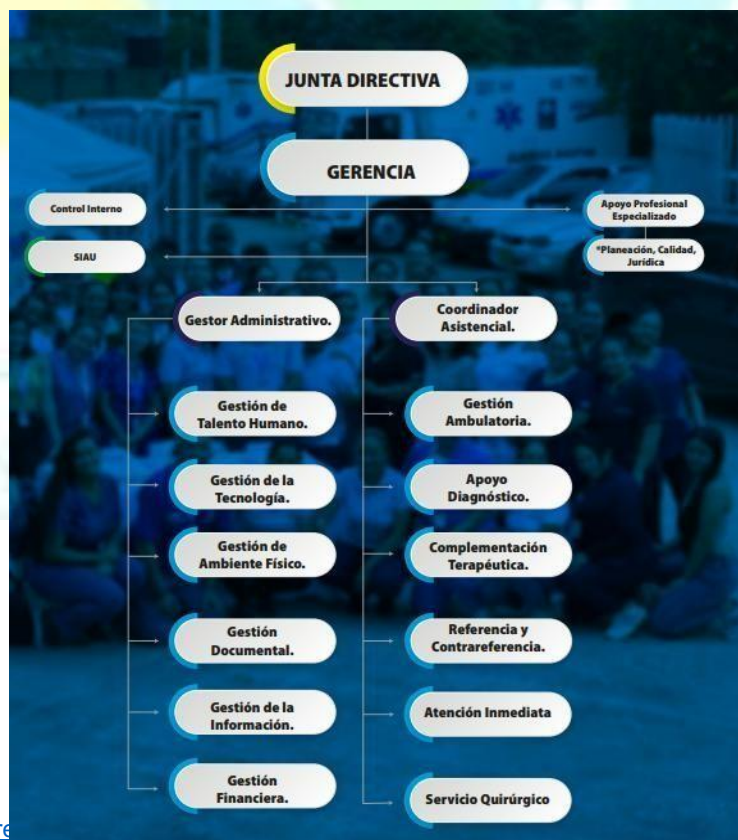 JUNTA DIRECTIVA
GERENCIA
Control Interno
Apoyo Profesional
Especializado
SIAU
*Planeación, Calidad,
Jurídica
Gestor Administrativo.
Coordinador
Asistencial.
Gestión de
Talento Humano.
Gestión
Ambulatoria.
Gestión de la
Tecnología.
Apoyo
Diagnóstico.
Gestión de
Ambiente Físico.
Complementación
Terapéutica.
Gestión
Documental.
Referencia y
Contrareferencia.
Gestión de la
Información.
Atención Inmediata
Gestión
Financiera.
Servicio Quirúrgico